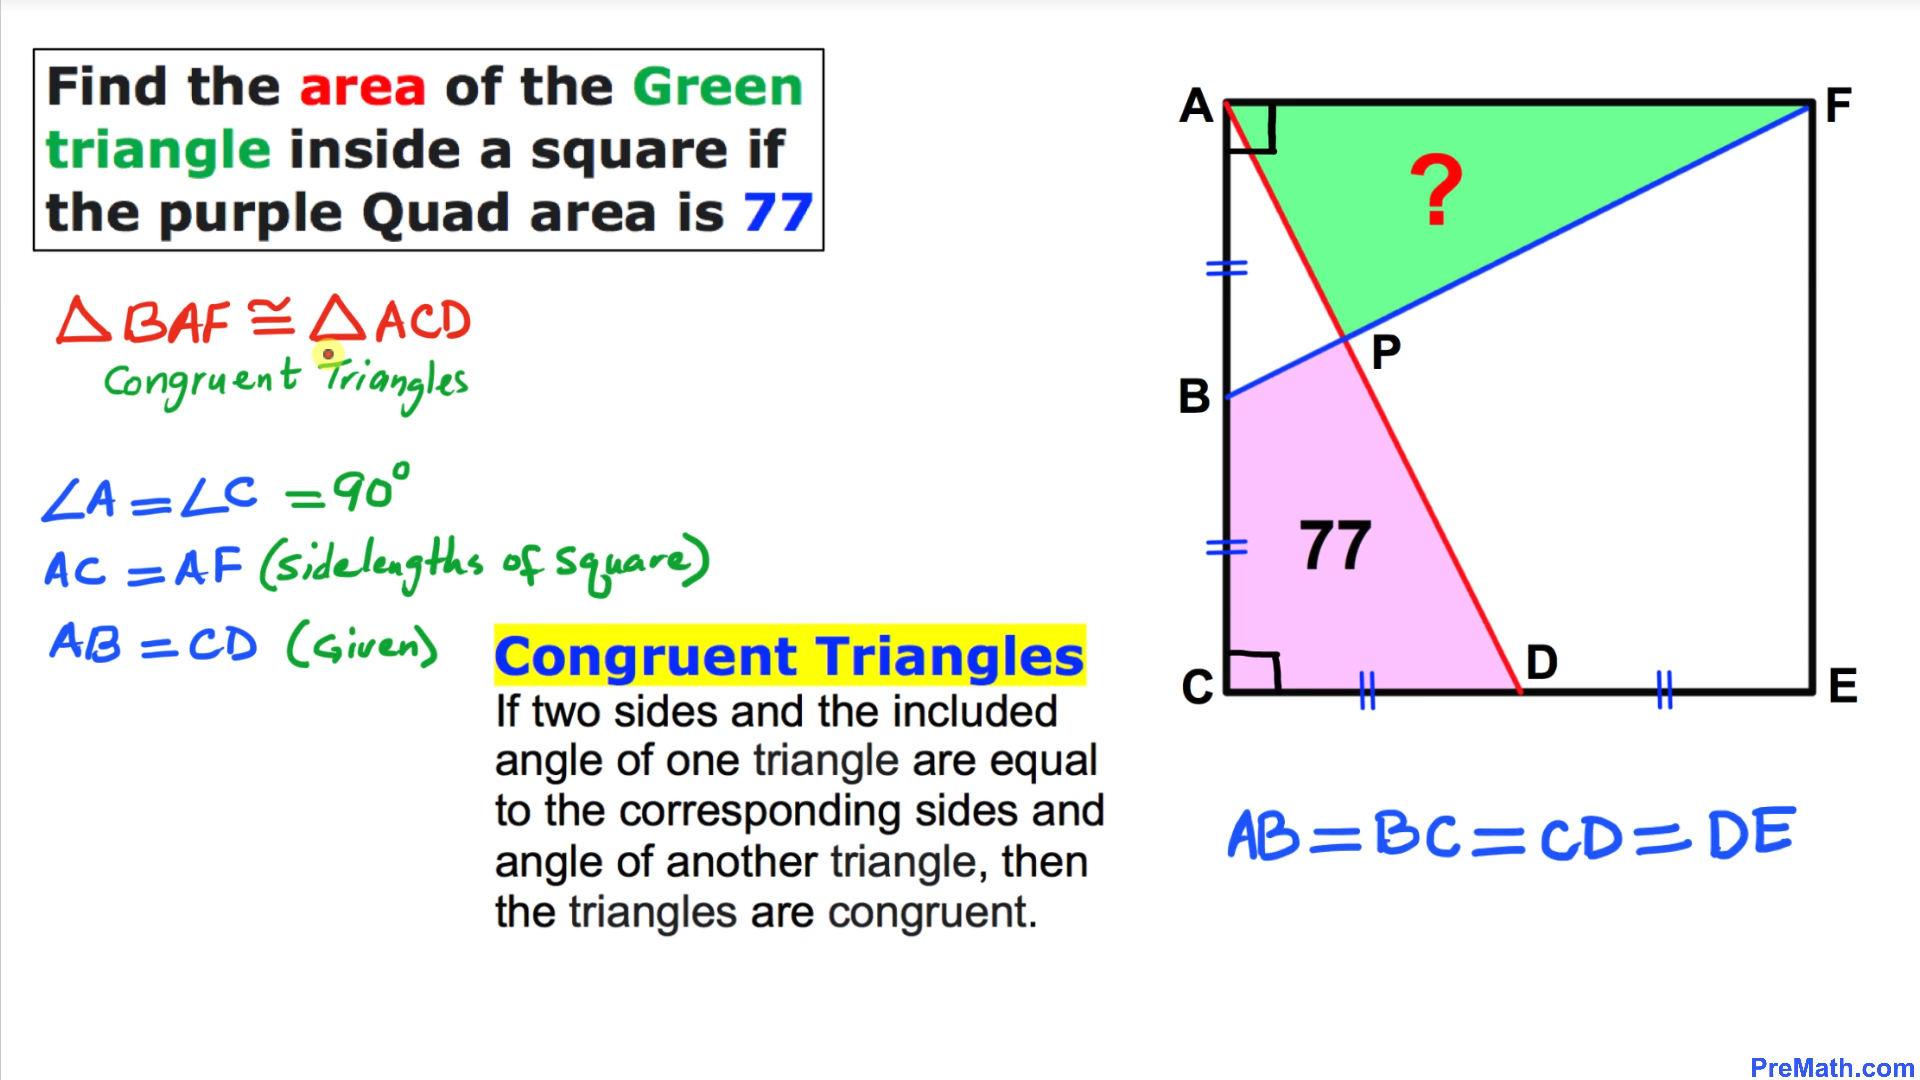 Find the area of the Green
triangle inside a square if
the purple Quad area is 77
△ BAF ≅ △ ACD
Congruent Triangles
∠A = ∠C = 90°
AC = AF (sidelengths of square)
AB = CD (Given)
Congruent Triangles
If two sides and the included
angle of one triangle are equal
to the corresponding sides and
angle of another triangle, then
the triangles are congruent.
A
F
?
P
B
77
D
C
E
AB = BC = CD = DE
PreMath.com